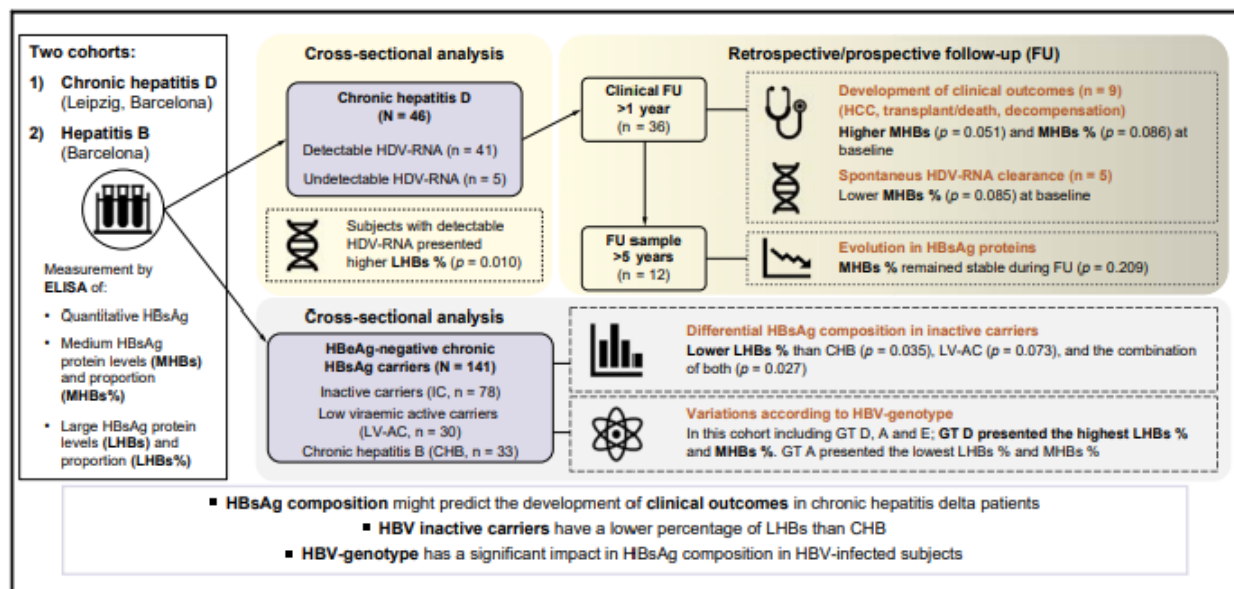 Two cohorts:
1) Chronic hepatitis D
(Leipzig, Barcelona)
2) Hepatitis B
(Barcelona)
Measurement by
ELISA of:
• Quantitative HBsAg
• Medium HBsAg
protein levels (MHBs)
and proportion
(MHBs%)
• Large HBsAg protein
levels (LHBs) and
proportion (LHBs%)
Cross-sectional analysis
Chronic hepatitis D
(N = 46)
Detectable HDV-RNA (n = 41)
Undetectable HDV-RNA (n = 5)
Subjects with detectable
HDV-RNA presented
higher LHBs % (p = 0.010)
Retrospective/prospective follow-up (FU)
Clinical FU
>1 year
(n = 36)
FU sample
>5 years
(n = 12)
Development of clinical outcomes (n = 9)
(HCC, transplant/death, decompensation)
Higher MHBs (p = 0.051) and MHBs % (p = 0.086) at
baseline
Spontaneus HDV-RNA clearance (n = 5)
Lower MHBs % (p = 0.085) at baseline
Evolution in HBsAg proteins
MHBs % remained stable during FU (p = 0.209)
Cross-sectional analysis
HBeAg-negative chronic
HBsAg carriers (N = 141)
Inactive carriers (IC, n = 78)
Low viraemic active carriers
(LV-AC, n = 30)
Chronic hepatitis B (CHB, n = 33)
Differential HBsAg composition in inactive carriers
Lower LHBs % than CHB (p = 0.035), LV-AC (p = 0.073), and the combination
of both (p = 0.027)
Variations according to HBV-genotype
In this cohort including GT D, A and E; GT D presented the highest LHBs %
and MHBs %. GT A presented the lowest LHBs % and MHBs %
▪ HBsAg composition might predict the development of clinical outcomes in chronic hepatitis delta patients
▪ HBV inactive carriers have a lower percentage of LHBs than CHB
▪ HBV-genotype has a significant impact in HBsAg composition in HBV-infected subjects